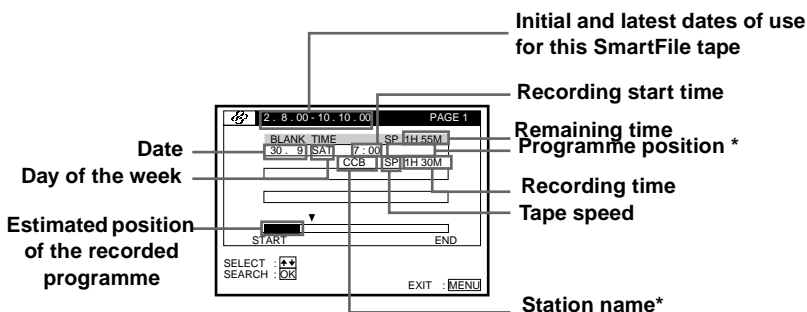 Initial and latest dates of use
for this SmartFile tape
Recording start time
2 . 8 . 00 - 10 . 10 . 00 PAGE 1
BLANK TIME SP 1H 55M
Remaining time
Date
30 . 9 SAT 7 : 00
Programme position *
CCB SP 1H 30M
Day of the week
Recording time
Tape speed
Estimated position
of the recorded
programme
START END
SELECT :
SEARCH : OK
EXIT : MENU
Station name*